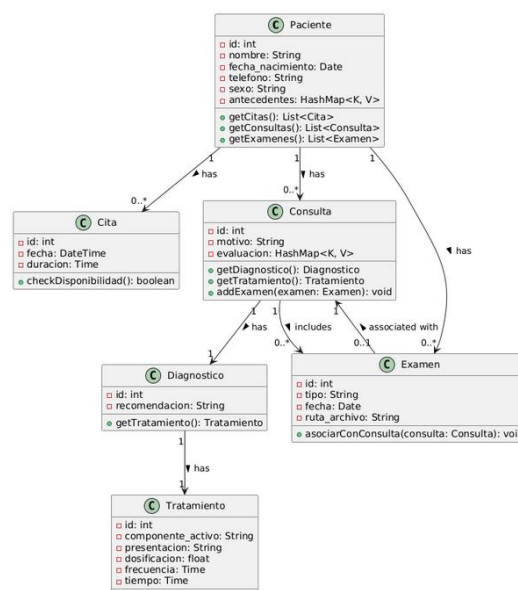 C Paciente
id: int
nombre: String
fecha_nacimiento: Date
telefono: String
sexo: String
antecedentes: HashMap<K, V>
getCitas(): List<Cita>
getConsultas(): List<Consulta>
getExamenes(): List<Examen>
1 1 1
has has
0..* 0..*
C Cita
id: int
fecha: DateTime
duracion: Time
checkDisponibilidad(): boolean
C Consulta
id: int
motivo: String
evaluacion: HashMap<K, V>
getDiagnostico(): Diagnostico
getTratamiento(): Tratamiento
addExamen(examen: Examen): void
has
1 1 1
has includes associated with
1 0..* 0..1 0..*
C Diagnostico
id: int
recomendacion: String
getTratamiento(): Tratamiento
C Examen
id: int
tipo: String
fecha: Date
ruta_archivo: String
asociarConConsulta(consulta: Consulta): voi
1
has
1
C Tratamiento
id: int
componente_activo: String
presentacion: String
dosificacion: float
frecuencia: Time
tiempo: Time